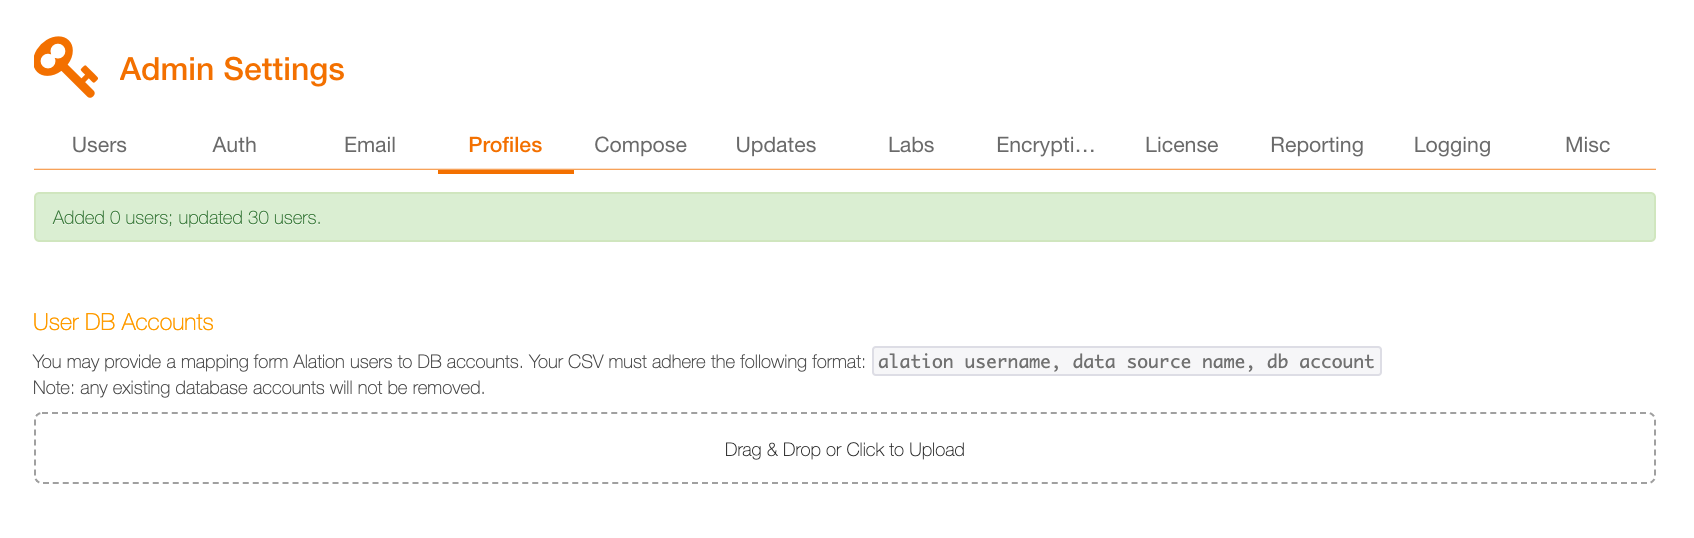 Admin Settings
Users Auth Email Profiles Compose Updates Labs Encrypti... License Reporting Logging Misc
Added 0 users; updated 30 users.
User DB Accounts
You may provide a mapping form Alation users to DB accounts. Your CSV must adhere the following format: alation username, data source name, db account
Note: any existing database accounts will not be removed.
Drag & Drop or Click to Upload